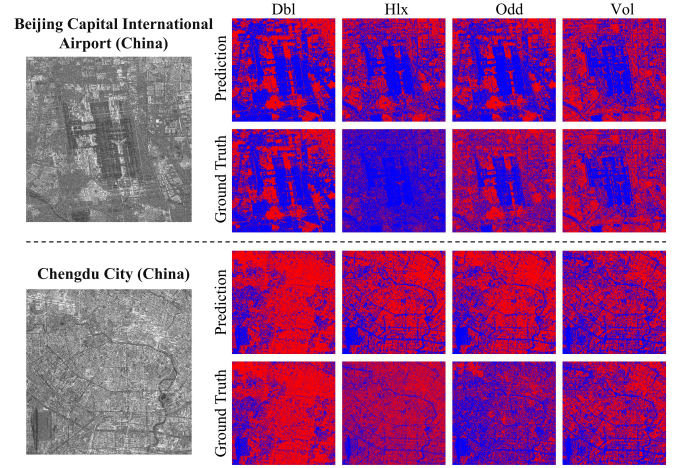 Dbl Hlx Odd Vol
Beijing Capital International
Airport (China)
Prediction
Ground Truth
Chengdu City (China)
Prediction
Ground Truth